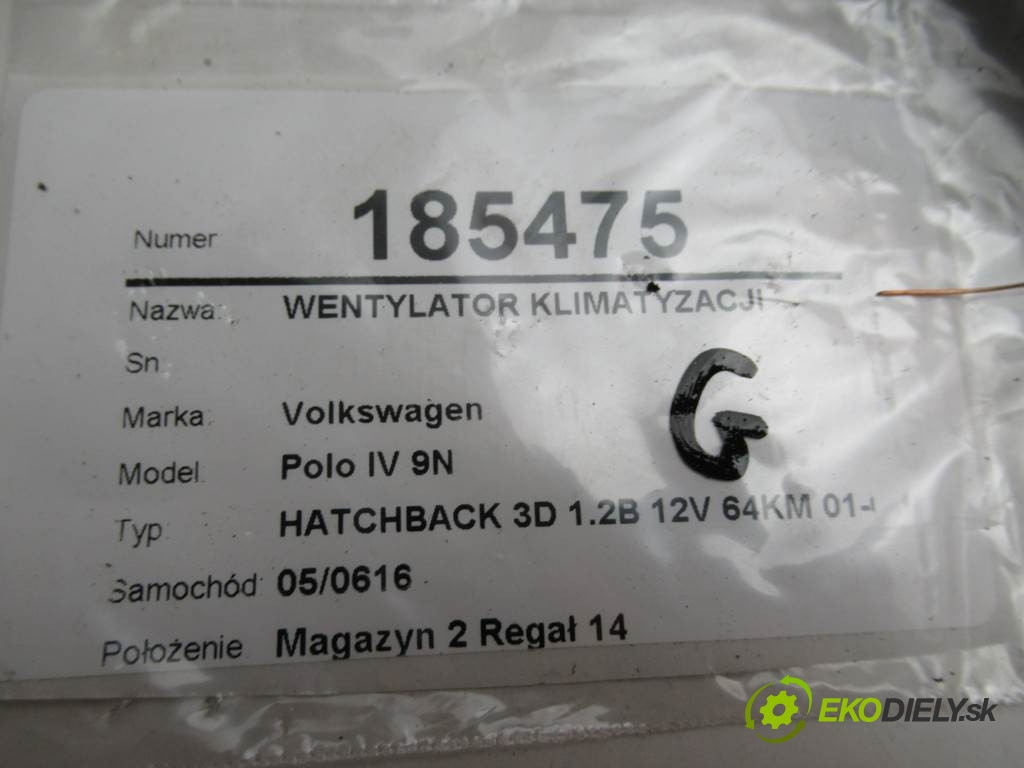 Numer 185475
Nazwa: WENTYLATOR KLIMATYZACJI
Sn
Marka: Volkswagen
G
Model: Polo IV 9N
Typ HATCHBACK 3D 1.2B 12V 64KM 01-
Samochód: 05/0616
Położenie Magazyn 2 Regał 14
EKODIELY.sk